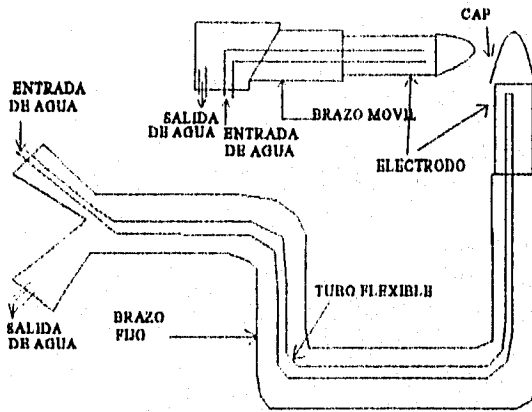 CAP
ENTRADA
DE AGUA
SALIDA
DE AGUA
ENTRADA
DE AGUA
BRAZO MOVIL
ELECTRODO
TUBO FLEXIBLE
BRAZO
FIJO
SALIDA
DE AGUA